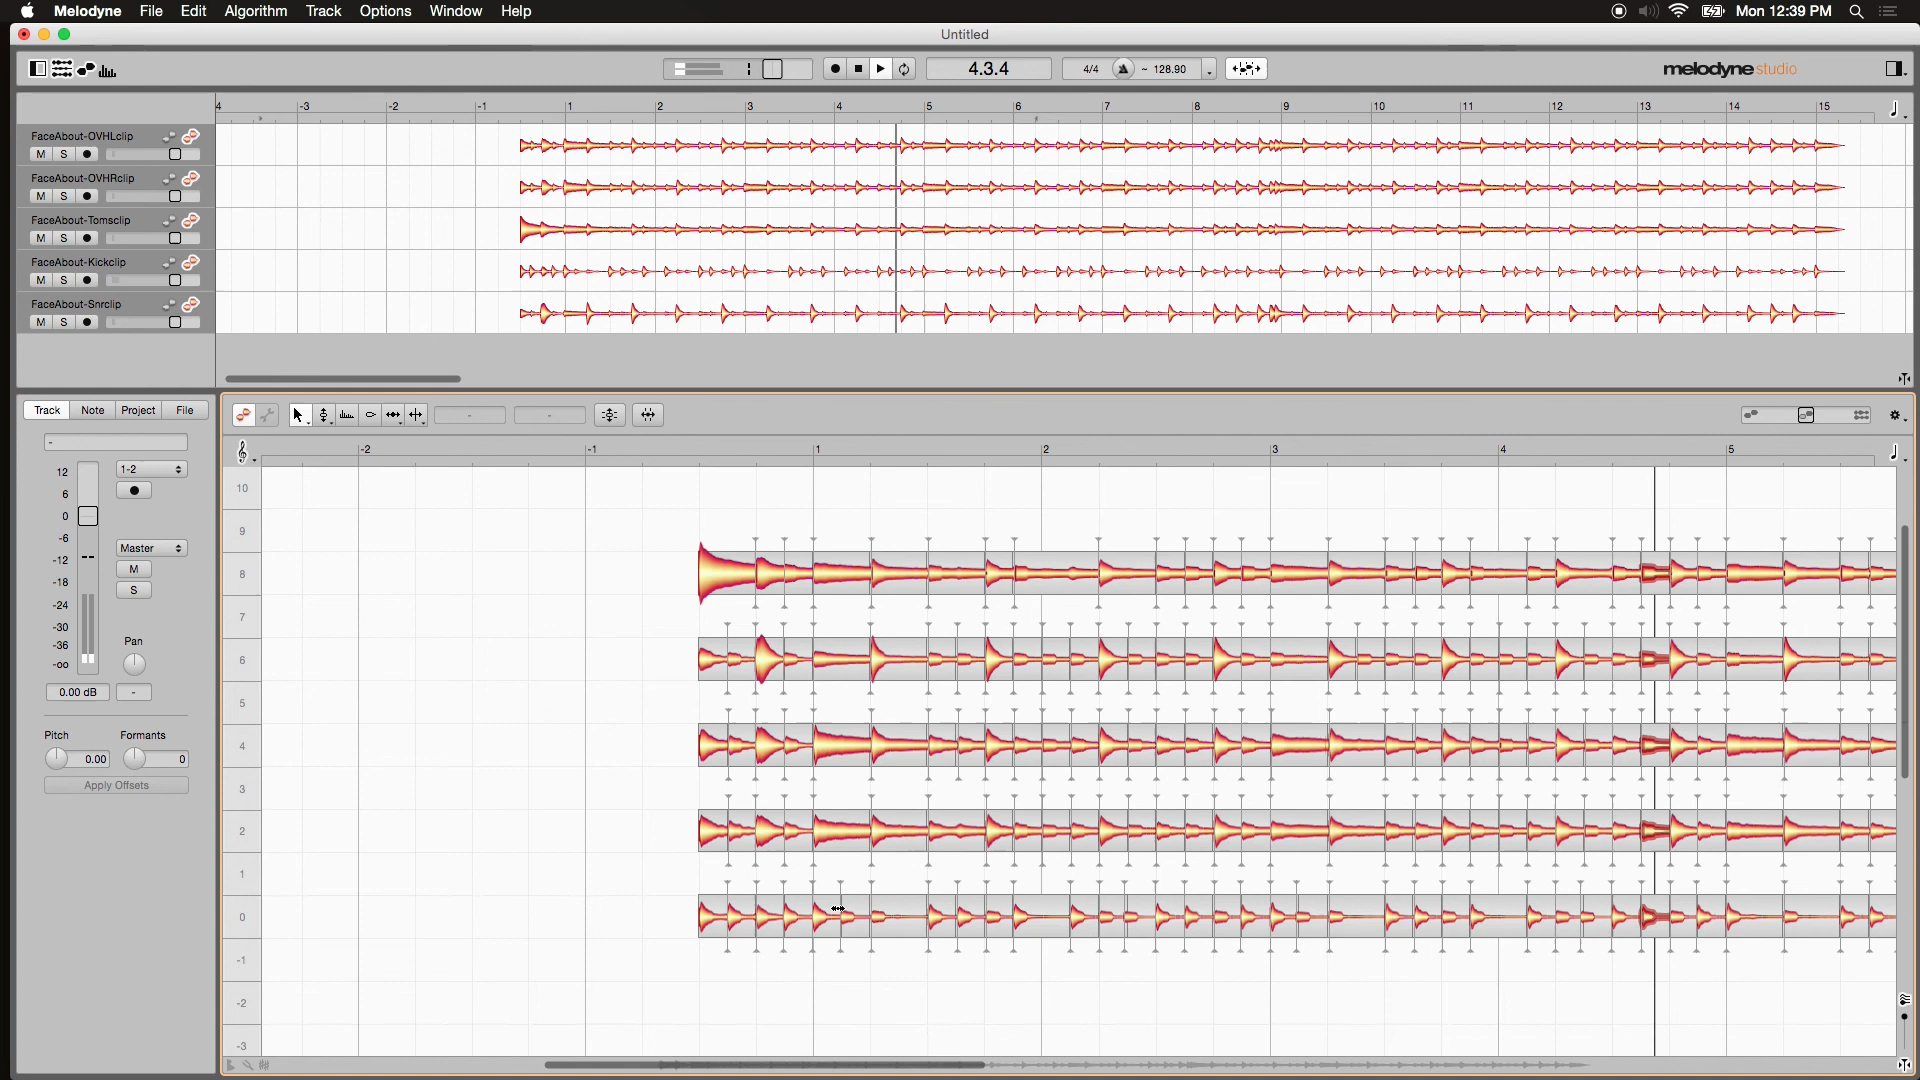 Melodyne File Edit Algorithm Track Options Window Help Mon 12:39 PM
Untitled
4.3.4 4/4 ~ 128.90 melodyne studio
4 -3 -2 -1 1 2 3 4 5 6 7 8 9 10 11 12 13 14 15
FaceAbout-OVHLclip
M S
FaceAbout-OVHRclip
M S
FaceAbout-Tomsclip
M S
FaceAbout-Kickclip
M S
FaceAbout-Snrclip
M S
Track Note Project File
-
12 1-2
6
0
-6
-12 Master
M
-18
S
-24
-30
-36
-oo
Pan
0.00 dB -
Pitch Formants
0.00 0
Apply Offsets
- -
-2 -1 1 2 3 4 5
10
9
8
7
6
5
4
3
2
1
0
-1
-2
-3